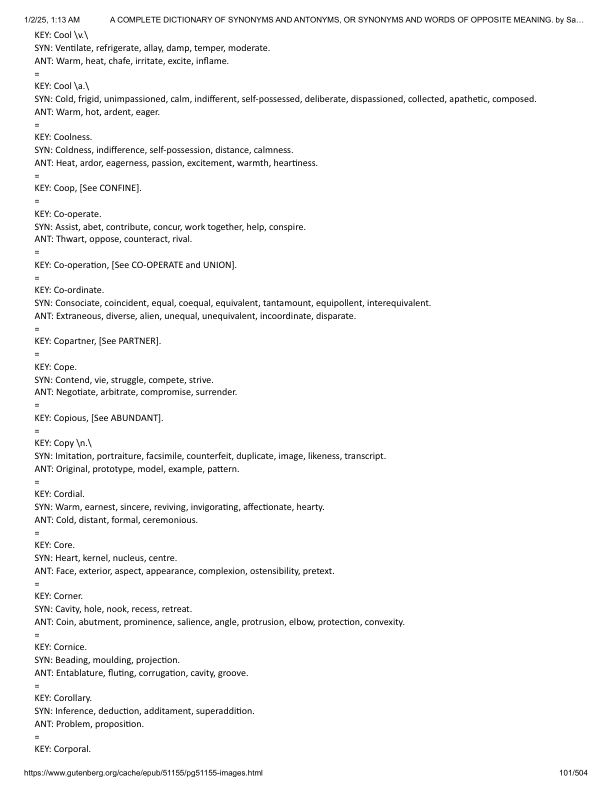 1/2/25, 1:13 AM A COMPLETE DICTIONARY OF SYNONYMS AND ANTONYMS, OR SYNONYMS AND WORDS OF OPPOSITE MEANING. by Sa…
KEY: Cool \v.\
SYN: Ventilate, refrigerate, allay, damp, temper, moderate.
ANT: Warm, heat, chafe, irritate, excite, inflame.
=
KEY: Cool \a.\
SYN: Cold, frigid, unimpassioned, calm, indifferent, self-possessed, deliberate, dispassioned, collected, apathetic, composed.
ANT: Warm, hot, ardent, eager.
=
KEY: Coolness.
SYN: Coldness, indifference, self-possession, distance, calmness.
ANT: Heat, ardor, eagerness, passion, excitement, warmth, heartiness.
=
KEY: Coop, [See CONFINE].
=
KEY: Co-operate.
SYN: Assist, abet, contribute, concur, work together, help, conspire.
ANT: Thwart, oppose, counteract, rival.
=
KEY: Co-operation, [See CO-OPERATE and UNION].
=
KEY: Co-ordinate.
SYN: Consociate, coincident, equal, coequal, equivalent, tantamount, equipollent, interequivalent.
ANT: Extraneous, diverse, alien, unequal, unequivalent, incoordinate, disparate.
=
KEY: Copartner, [See PARTNER].
=
KEY: Cope.
SYN: Contend, vie, struggle, compete, strive.
ANT: Negotiate, arbitrate, compromise, surrender.
=
KEY: Copious, [See ABUNDANT].
=
KEY: Copy \n.\
SYN: Imitation, portraiture, facsimile, counterfeit, duplicate, image, likeness, transcript.
ANT: Original, prototype, model, example, pattern.
=
KEY: Cordial.
SYN: Warm, earnest, sincere, reviving, invigorating, affectionate, hearty.
ANT: Cold, distant, formal, ceremonious.
=
KEY: Core.
SYN: Heart, kernel, nucleus, centre.
ANT: Face, exterior, aspect, appearance, complexion, ostensibility, pretext.
=
KEY: Corner.
SYN: Cavity, hole, nook, recess, retreat.
ANT: Coin, abutment, prominence, salience, angle, protrusion, elbow, protection, convexity.
=
KEY: Cornice.
SYN: Beading, moulding, projection.
ANT: Entablature, fluting, corrugation, cavity, groove.
=
KEY: Corollary.
SYN: Inference, deduction, additament, superaddition.
ANT: Problem, proposition.
=
KEY: Corporal.
https://www.gutenberg.org/cache/epub/51155/pg51155-images.html 101/504